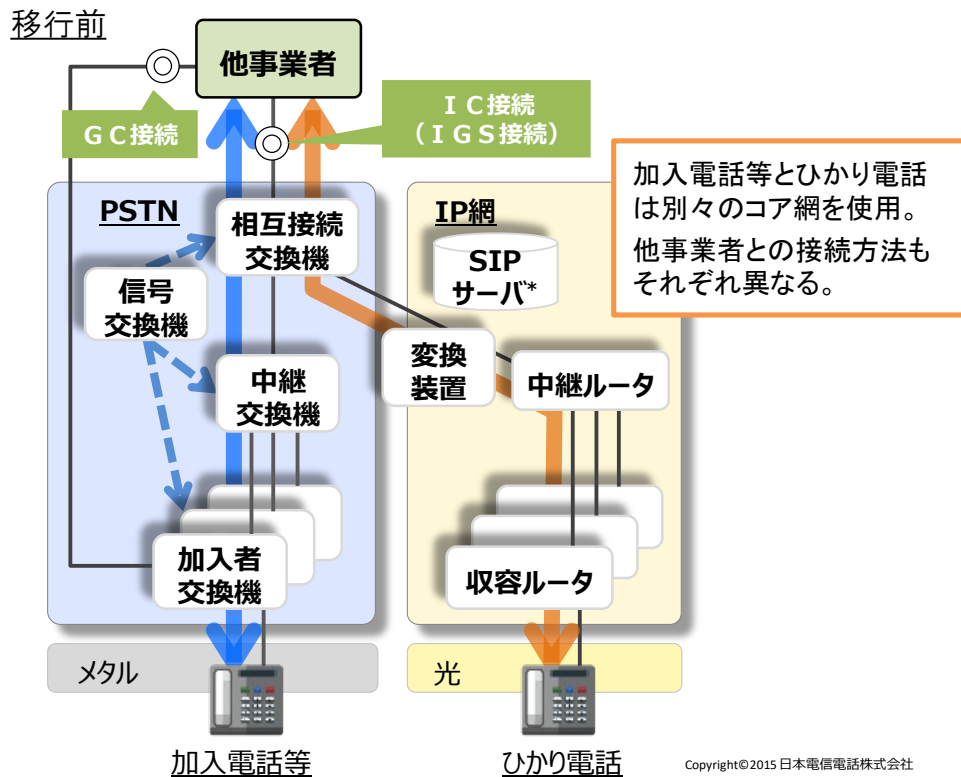 移行前
他事業者
GC接続
IC接続
(IGS接続)
PSTN
相互接続
交換機
信号
交換機
中継
交換機
加入者
交換機
IP網
SIP
サーバ*
変換
装置
中継ルータ
収容ルータ
加入電話等とひかり電話
は別々のコア網を使用。
他事業者との接続方法も
それぞれ異なる。
メタル
光
加入電話等
ひかり電話
Copyright©2015 日本電信電話株式会社